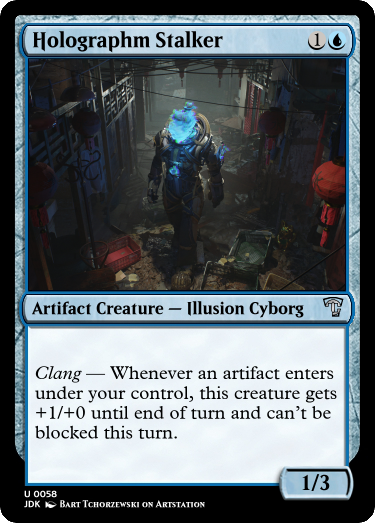 Holographm Stalker 1
Artifact Creature — Illusion Cyborg
Clang — Whenever an artifact enters
under your control, this creature gets
+1/+0 until end of turn and can't be
blocked this turn.
1/3
U 0058
JDK Bart Tchorzewski on Artstation